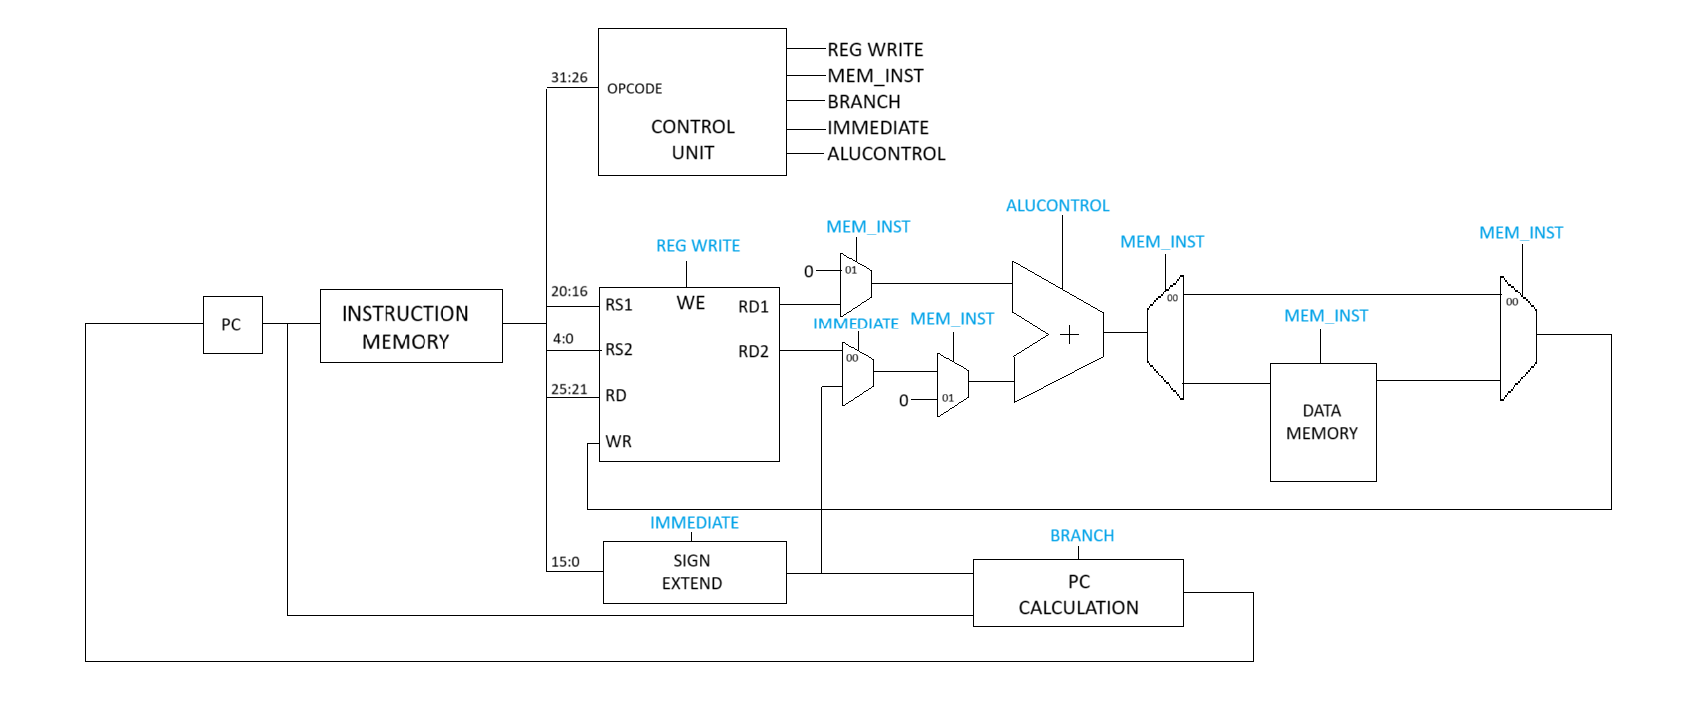 REG WRITE
31:26
MEM_INST
OPCODE
BRANCH
CONTROL
UNIT
IMMEDIATE
ALUCONTROL
ALUCONTROL
MEM_INST
MEM_INST
MEM_INST
REG WRITE
0
01
20:16
RS1
WE
RD1
00
00
PC
INSTRUCTION
MEMORY
IMMEDIATE
MEM_INST
MEM_INST
4:0
RS2
RD2
00
+
25:21
RD
0
01
DATA
MEMORY
WR
IMMEDIATE
BRANCH
15:0
SIGN
EXTEND
PC
CALCULATION